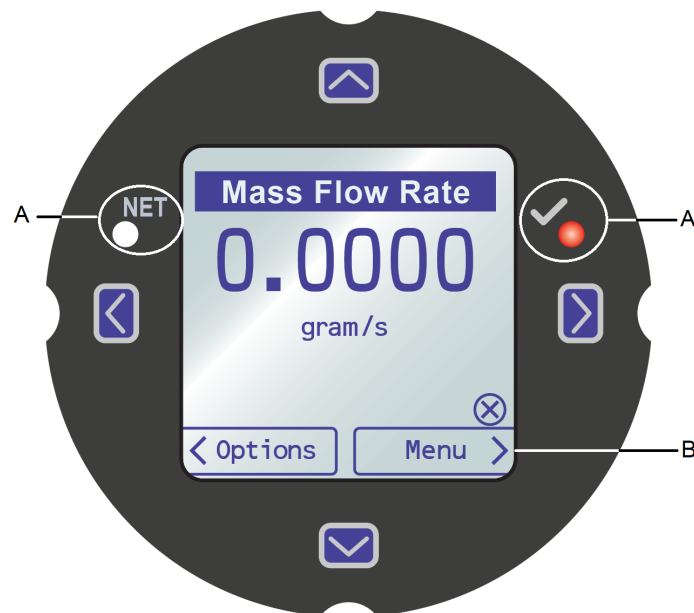 Mass Flow Rate
A
NET
A
0.0000
gram/s
Options
Menu
B